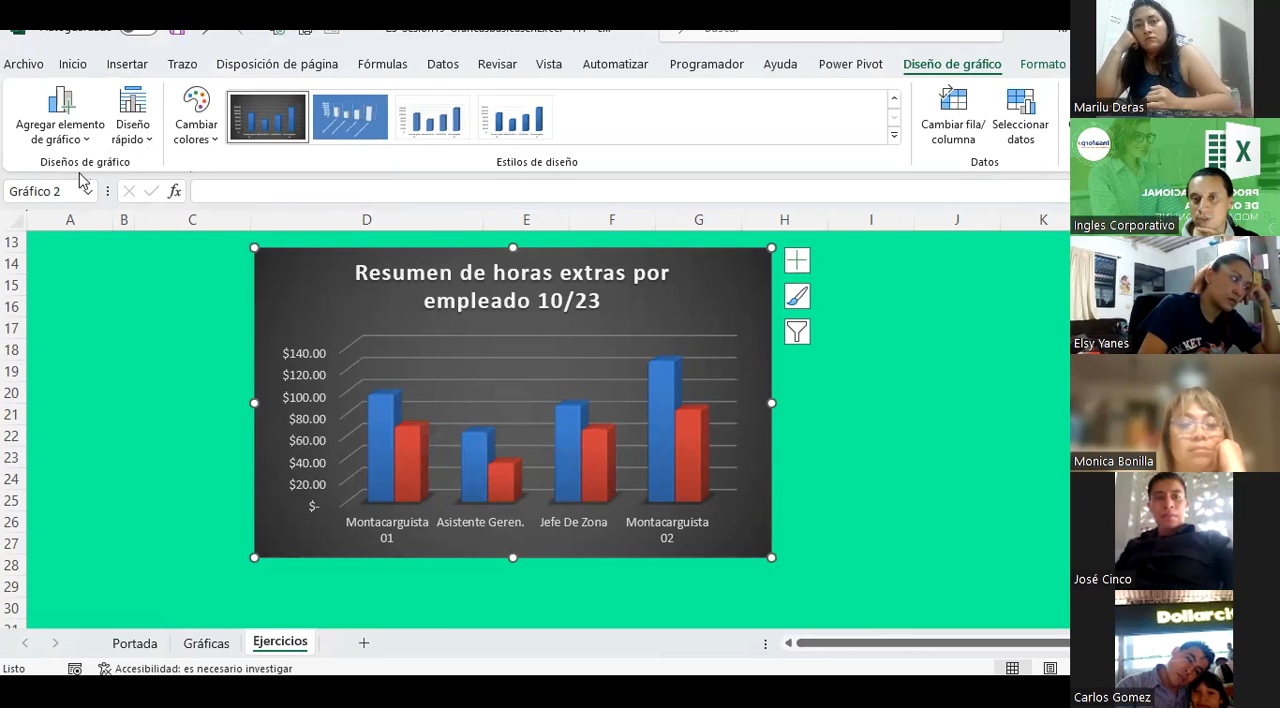 Archivo Inicio Insertar Trazo Disposición de página Fórmulas Datos Revisar Vista Automatizar Programador Ayuda Power Pivot Diseño de gráfico Formato
Agregar elemento de gráfico
Diseño rápido
Cambiar colores
Cambiar fila/ columna
Seleccionar datos
Diseños de gráfico
Estilos de diseño
Datos
Gráfico 2
fx
A B C D E F G H I J K
13
14
15
16
17
18
19
20
21
22
23
24
25
26
27
28
29
30
Resumen de horas extras por
empleado 10/23
$140.00
$120.00
$100.00
$80.00
$60.00
$40.00
$20.00
$-
Montacarguista Asistente Geren. Jefe De Zona Montacarguista
01 02
Portada Gráficas Ejercicios
Listo Accesibilidad: es necesario investigar
Marilu Deras
Ingles Corporativo
Elsy Yanes
Monica Bonilla
José Cinco
Carlos Gomez